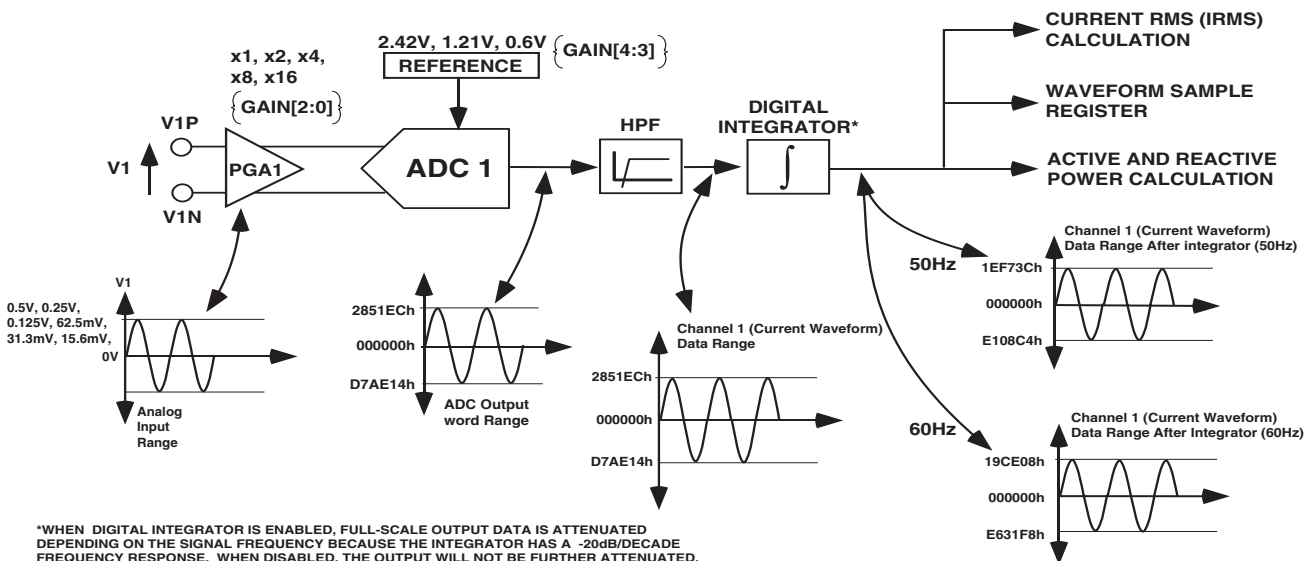 x1, x2, x4,
x8, x16
{GAIN[2:0]}
2.42V, 1.21V, 0.6V
{GAIN[4:3]}
REFERENCE
V1P
V1
V1N
PGA1
ADC 1
HPF
DIGITAL
INTEGRATOR*
∫
CURRENT RMS (IRMS)
CALCULATION
WAVEFORM SAMPLE
REGISTER
ACTIVE AND REACTIVE
POWER CALCULATION
V1
0.5V, 0.25V,
0.125V, 62.5mV,
31.3mV, 15.6mV,
0V
Analog
Input
Range
2851ECh
000000h
D7AE14h
ADC Output
word Range
Channel 1 (Current Waveform)
Data Range
2851ECh
000000h
D7AE14h
50Hz
Channel 1 (Current Waveform)
Data Range After integrator (50Hz)
1EF73Ch
000000h
E108C4h
60Hz
Channel 1 (Current Waveform)
Data Range After Integrator (60Hz)
19CE08h
000000h
E631F8h
*WHEN DIGITAL INTEGRATOR IS ENABLED, FULL-SCALE OUTPUT DATA IS ATTENUATED
DEPENDING ON THE SIGNAL FREQUENCY BECAUSE THE INTEGRATOR HAS A -20dB/DECADE
FREQUENCY RESPONSE. WHEN DISABLED, THE OUTPUT WILL NOT BE FURTHER ATTENUATED.